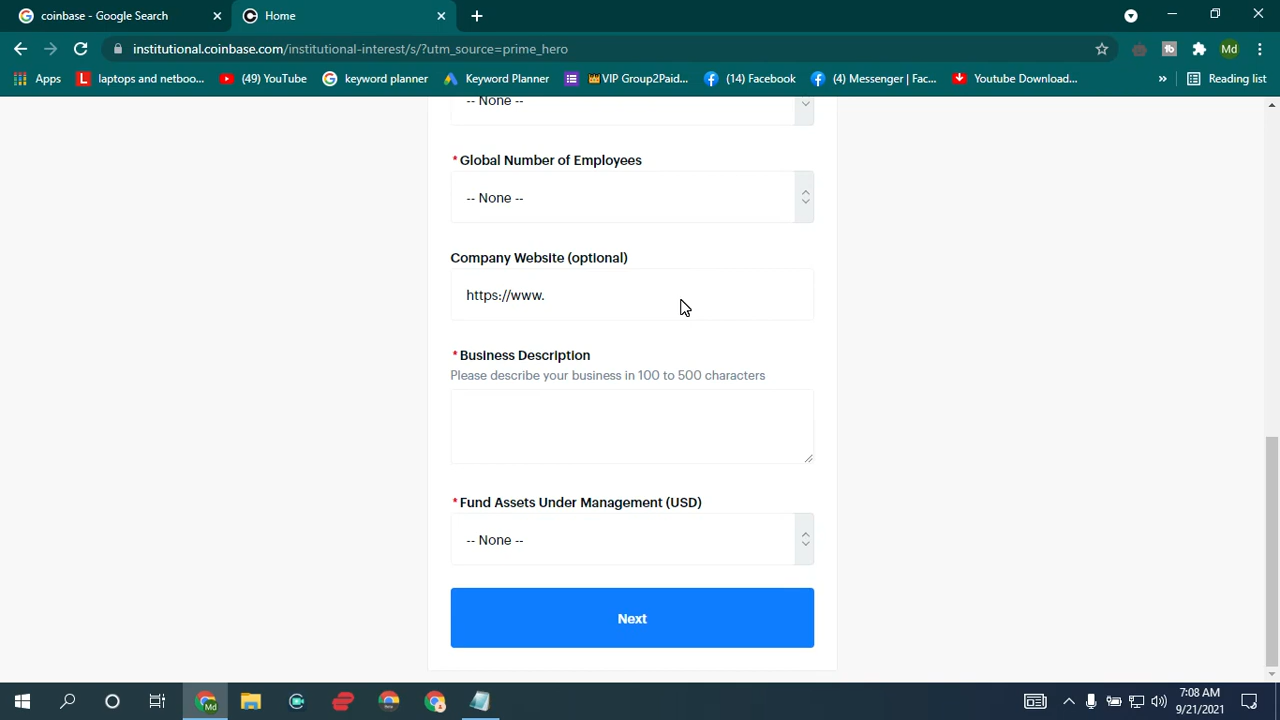 coinbase - Google Search
Home
institutional.coinbase.com/institutional-interest/s/?utm_source=prime_hero
Md
Apps
L
laptops and netboo...
(49) YouTube
keyword planner
Keyword Planner
VIP Group2Paid...
(14) Facebook
(4) Messenger | Fac...
Youtube Download...
»
Reading list
-- None --
* Global Number of Employees
-- None --
Company Website (optional)
https://www.
* Business Description
Please describe your business in 100 to 500 characters
* Fund Assets Under Management (USD)
-- None --
Next
Md
7:08 AM
9/21/2021